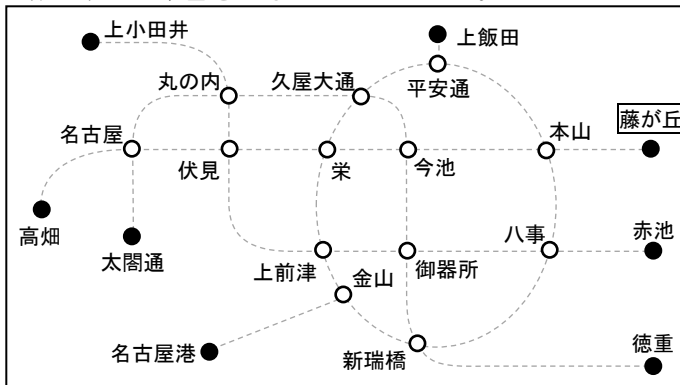 上小田井
上飯田
丸の内
久屋大通
平安通
名古屋
本山
藤が丘
伏見
栄
今池
高畑
太閤通
上前津
金山
御器所
八事
赤池
名古屋港
新瑞橋
徳重